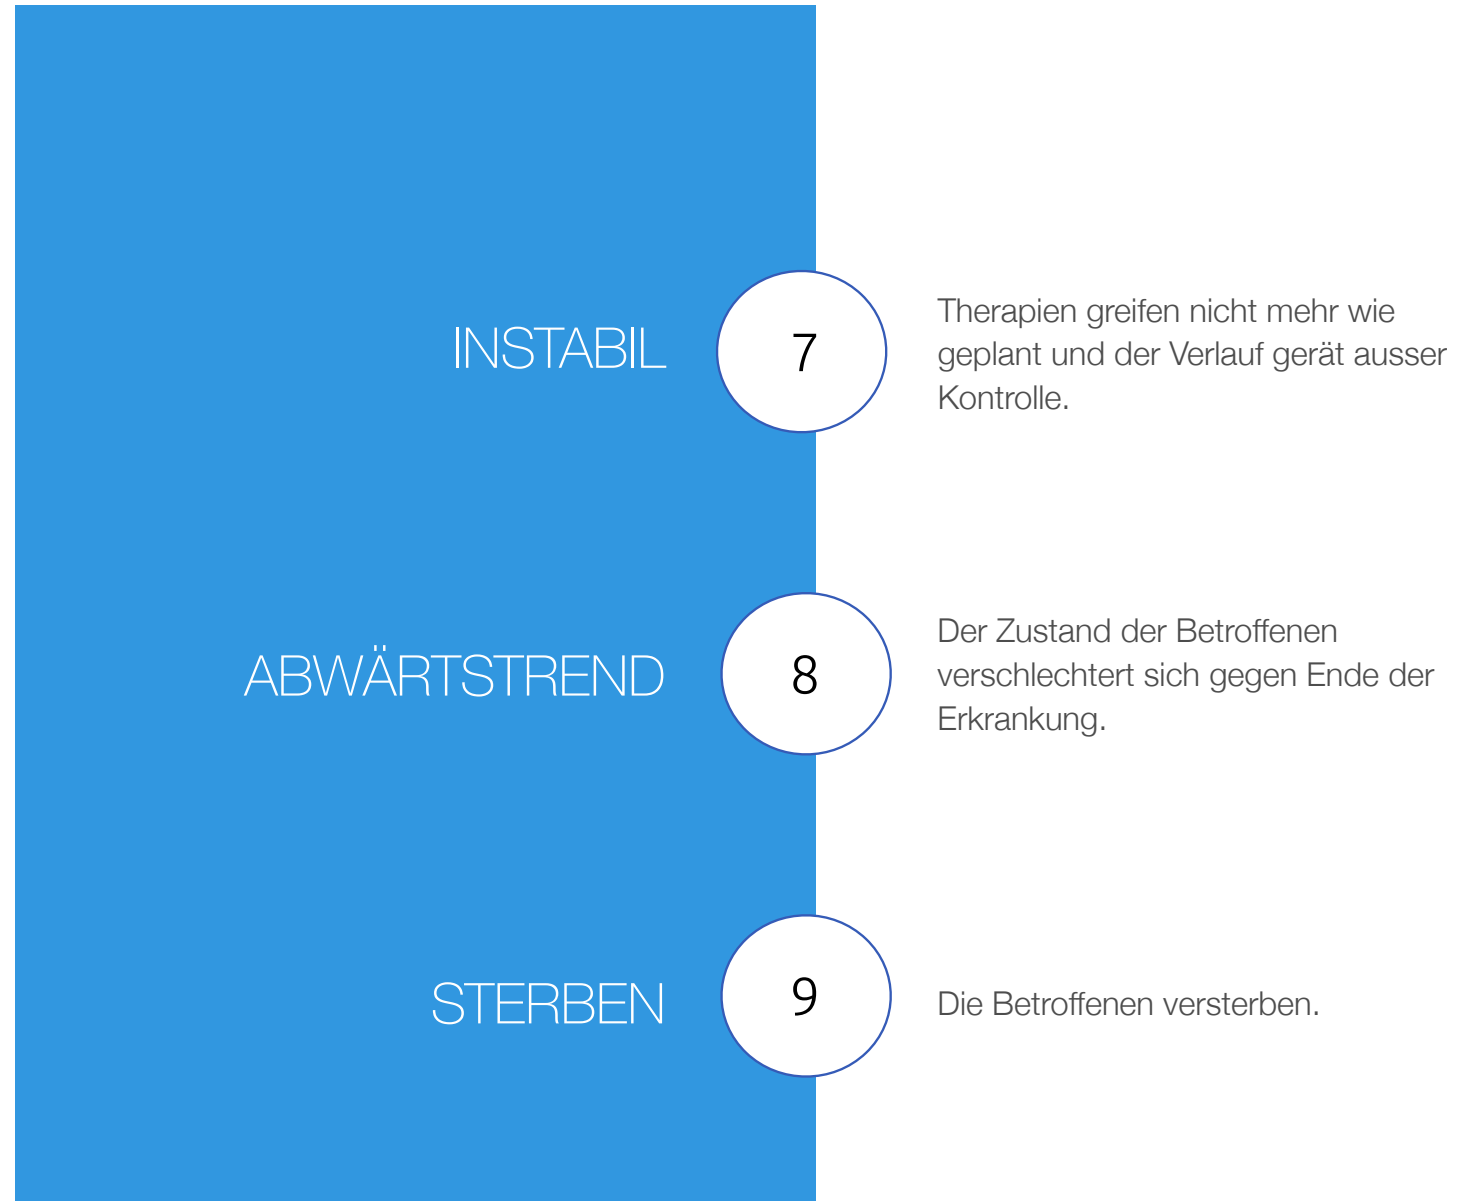 INSTABIL
7
Therapien greifen nicht mehr wie
geplant und der Verlauf gerät ausser
Kontrolle.
ABWÄRTSTREND
8
Der Zustand der Betroffenen
verschlechtert sich gegen Ende der
Erkrankung.
STERBEN
9
Die Betroffenen versterben.